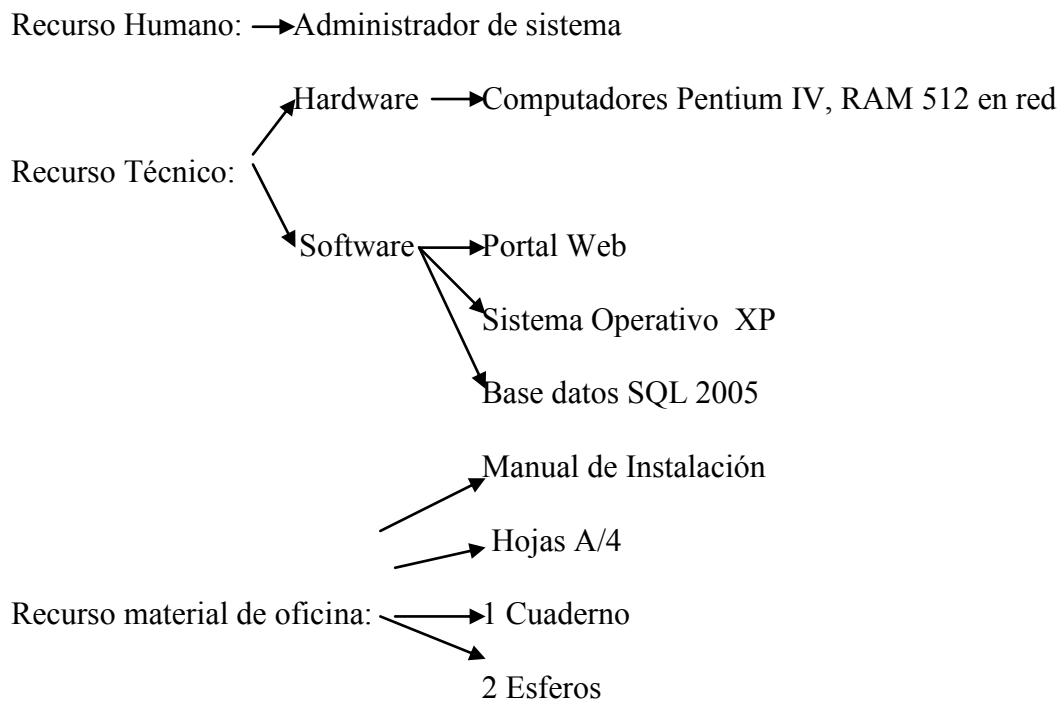 Recurso Humano: Administrador de sistema
Hardware Computadores Pentium IV, RAM 512 en red
Recurso Técnico:
Software Portal Web
Sistema Operativo XP
Base datos SQL 2005
Manual de Instalación
Hojas A/4
Recurso material de oficina: 1 Cuaderno
2 Esferos